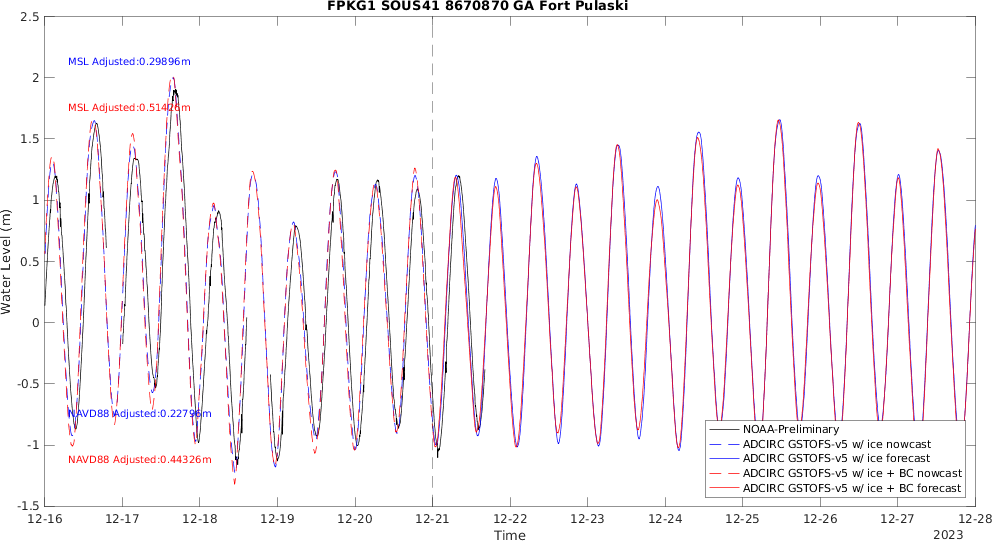 FPKG1 SOUS41 8670870 GA Fort Pulaski
2.5
2
1.5
1
0.5
0
-0.5
-1
-1.5
Water Level (m)
MSL Adjusted:0.29896m
MSL Adjusted:0.51426m
NAVD88 Adjusted:0.22796m
NAVD88 Adjusted:0.44326m
NOAA-Preliminary
ADCIRC GSTOFS-v5 w/ ice nowcast
ADCIRC GSTOFS-v5 w/ ice forecast
ADCIRC GSTOFS-v5 w/ ice + BC nowcast
ADCIRC GSTOFS-v5 w/ ice + BC forecast
12-16 12-17 12-18 12-19 12-20 12-21 12-22 12-23 12-24 12-25 12-26 12-27 12-28
Time
2023